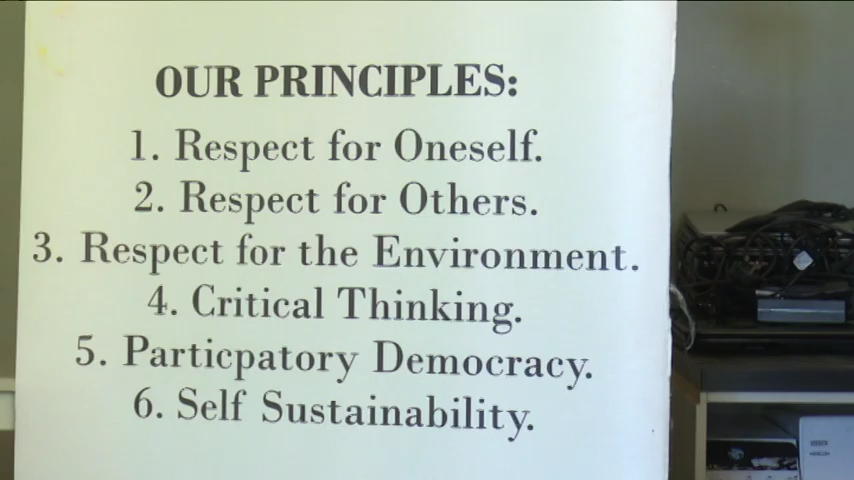 OUR PRINCIPLES:
1. Respect for Oneself.
2. Respect for Others.
3. Respect for the Environment.
4. Critical Thinking.
5. Particpatory Democracy.
6. Self Sustainability.